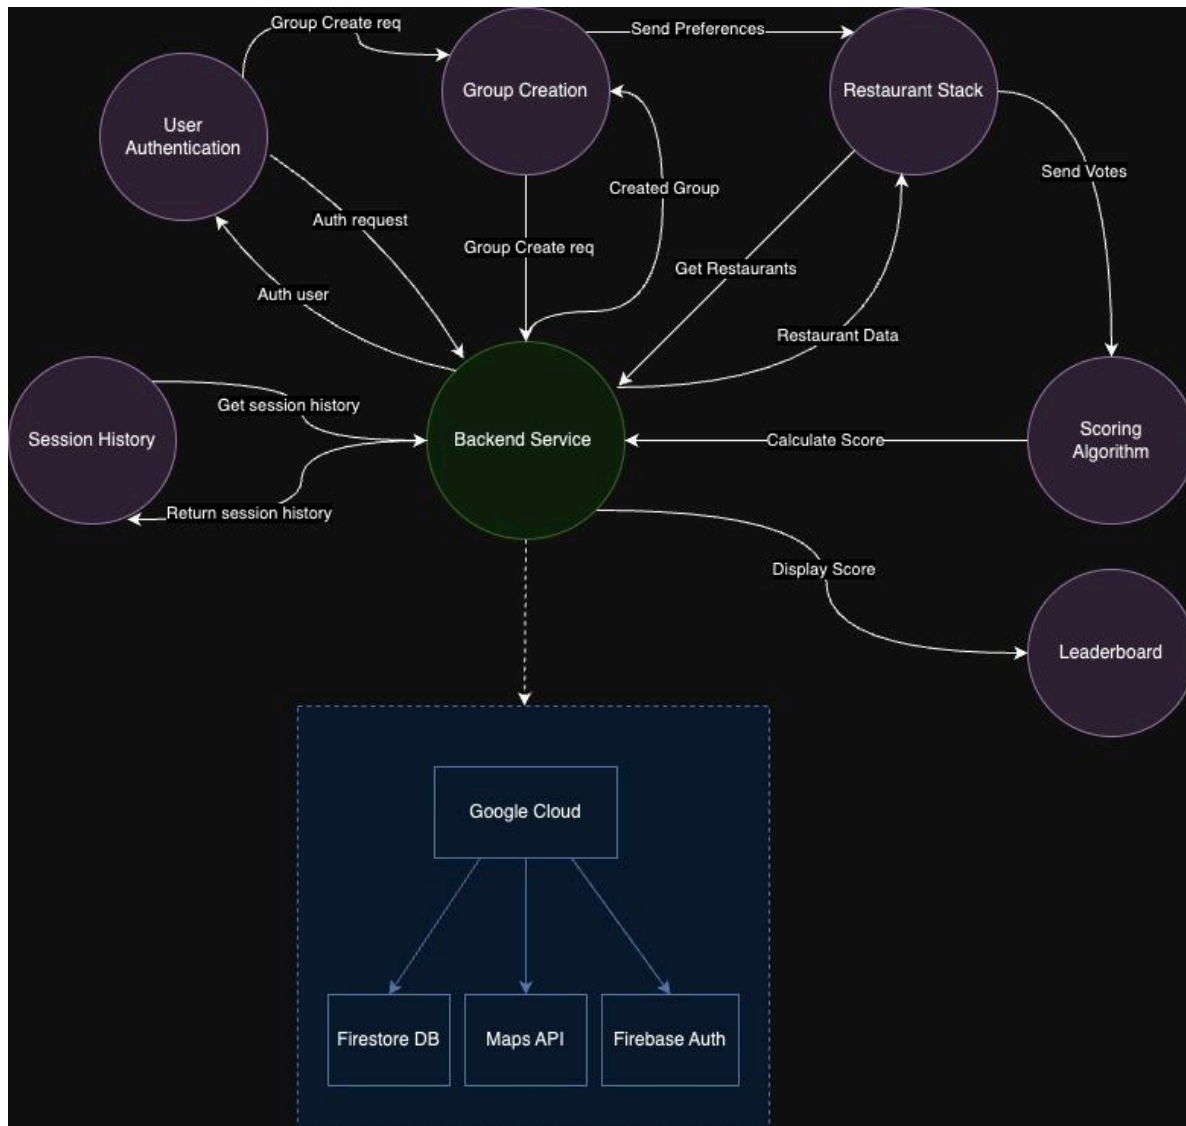 Group Create req
Send Preferences
Group Creation
Restaurant Stack
User
Authentication
Send Votes
Created Group
Auth request
Group Create req
Get Restaurants
Auth user
Restaurant Data
Get session history
Session History
Backend Service
Calculate Score
Scoring
Algorithm
Return session history
Display Score
Leaderboard
Google Cloud
Firestore DB
Maps API
Firebase Auth